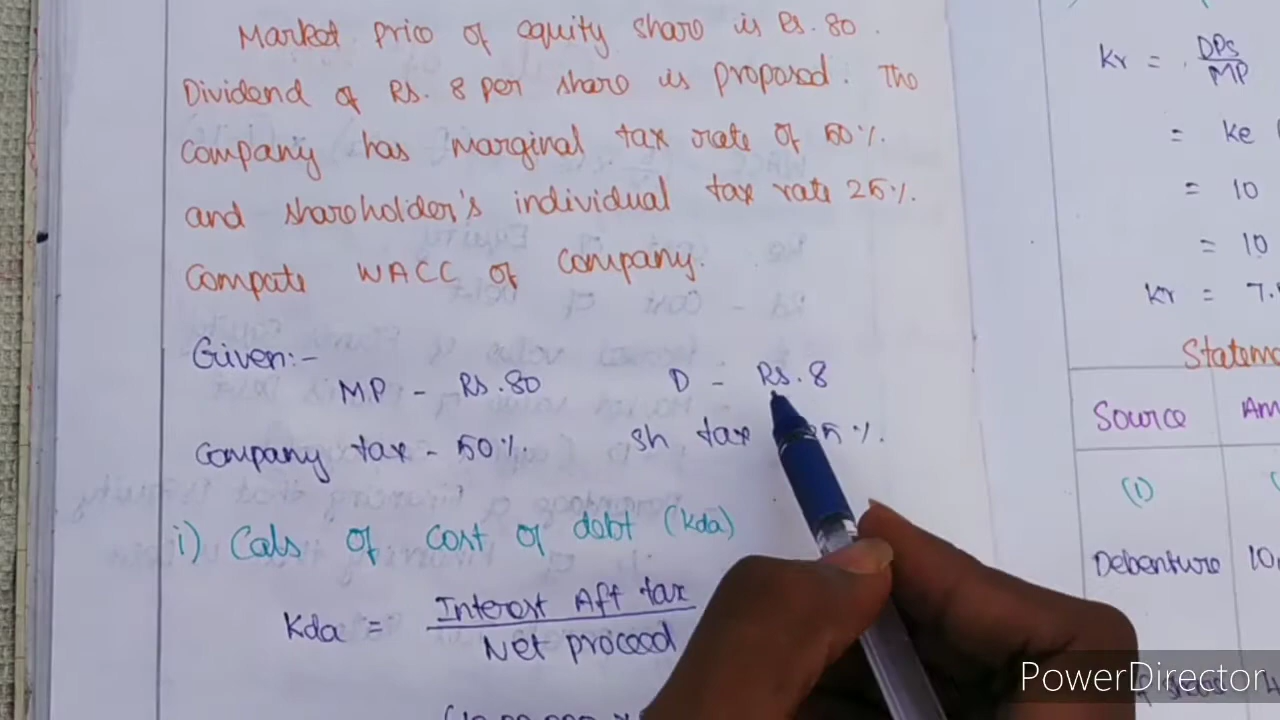 Market price of equity share is Rs. 80.
Dividend of Rs. 8 per share is proposed. The
company has marginal tax rate of 50%.
and shareholder's individual tax rate 25%.
Compute WACC of company.
Given:-
MP - Rs. 80 D - Rs. 8
Company tax - 50% sh tax 25%.
i) Cals of cost of debt (Kda)
Kda = Interest Aft tax
Net proceed
Kr = DPS
MP
= ke
= 10
= 10
Kr = 7.
Source
(1)
Debenture 10,
PowerDirector